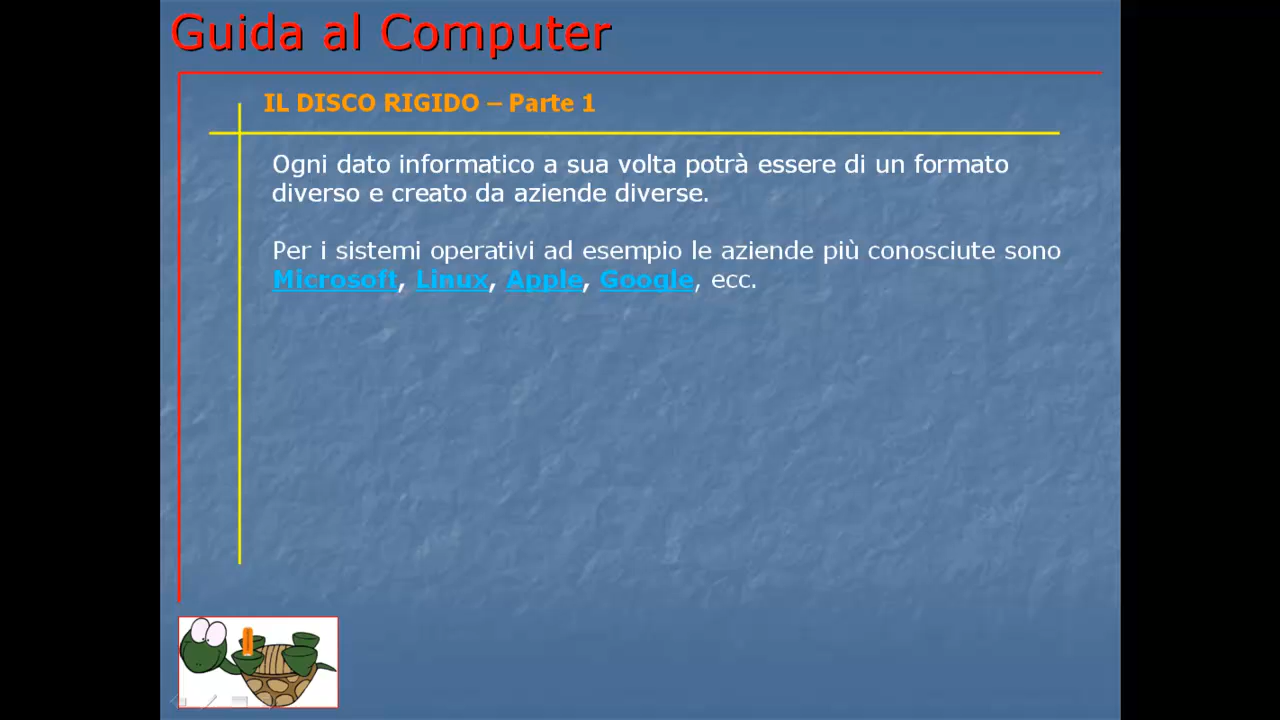 Guida al Computer
IL DISCO RIGIDO – Parte 1
Ogni dato informatico a sua volta potrà essere di un formato
diverso e creato da aziende diverse.
Per i sistemi operativi ad esempio le aziende più conosciute sono
Microsoft, Linux, Apple, Google, ecc.